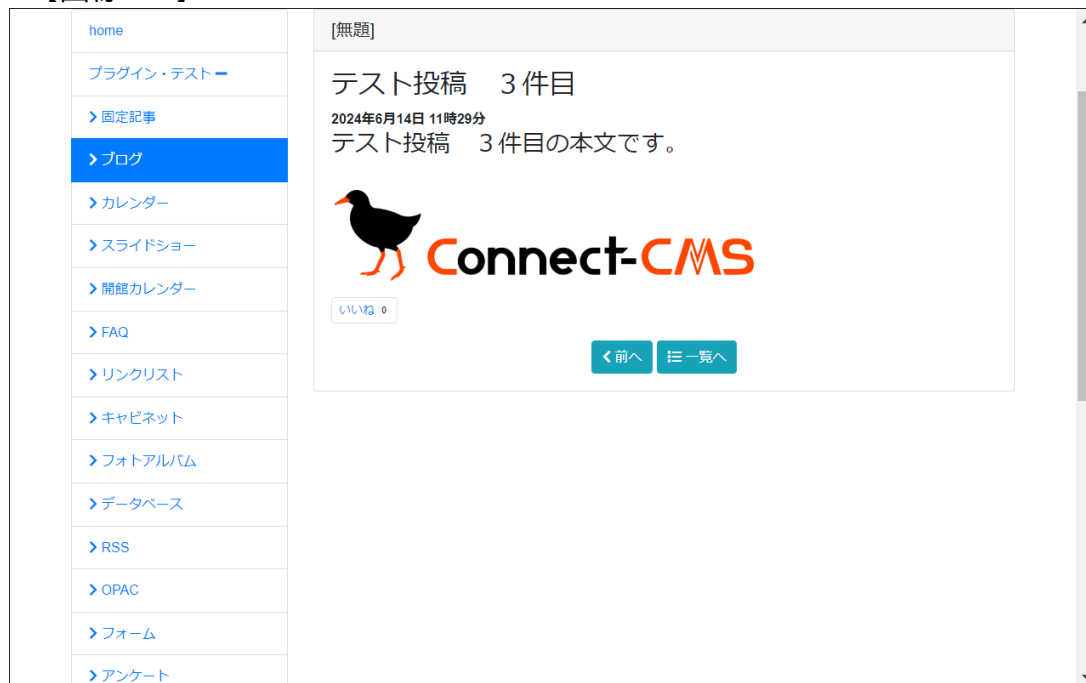 home
プラグイン・テスト
固定記事
ブログ
カレンダー
スライドショー
開館カレンダー
FAQ
リンクリスト
キャビネット
フォトアルバム
データベース
RSS
OPAC
フォーム
アンケート
[無題]
テスト投稿　３件目
2024年6月14日 11時29分
テスト投稿　３件目の本文です。
Connect-CMS
いいね 0
前へ 一覧へ